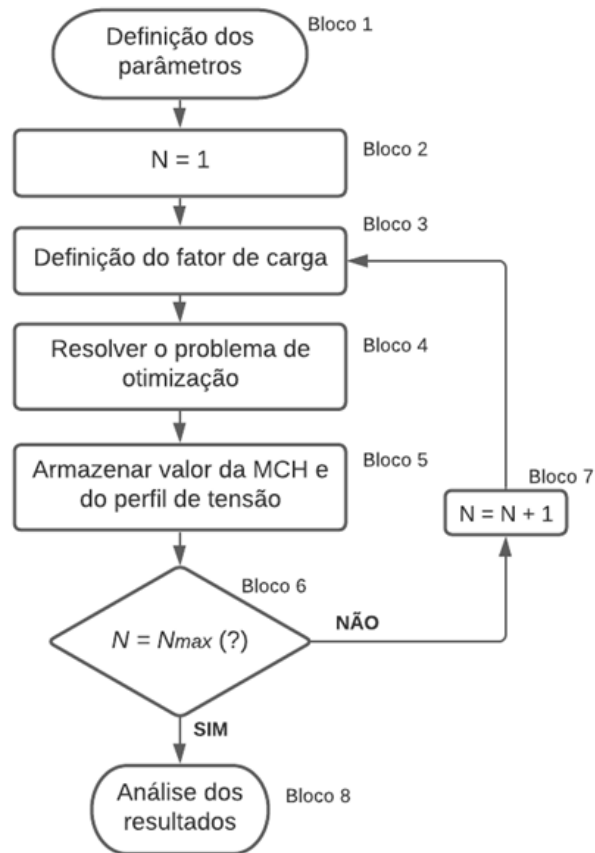 Definição dos
parâmetros
Bloco 1
N = 1
Bloco 2
Definição do fator de carga
Bloco 3
Resolver o problema de
otimização
Bloco 4
Armazenar valor da MCH e
do perfil de tensão
Bloco 5
Bloco 7
N = N + 1
Bloco 6
N = Nmax (?)
NÃO
SIM
Análise dos
resultados
Bloco 8